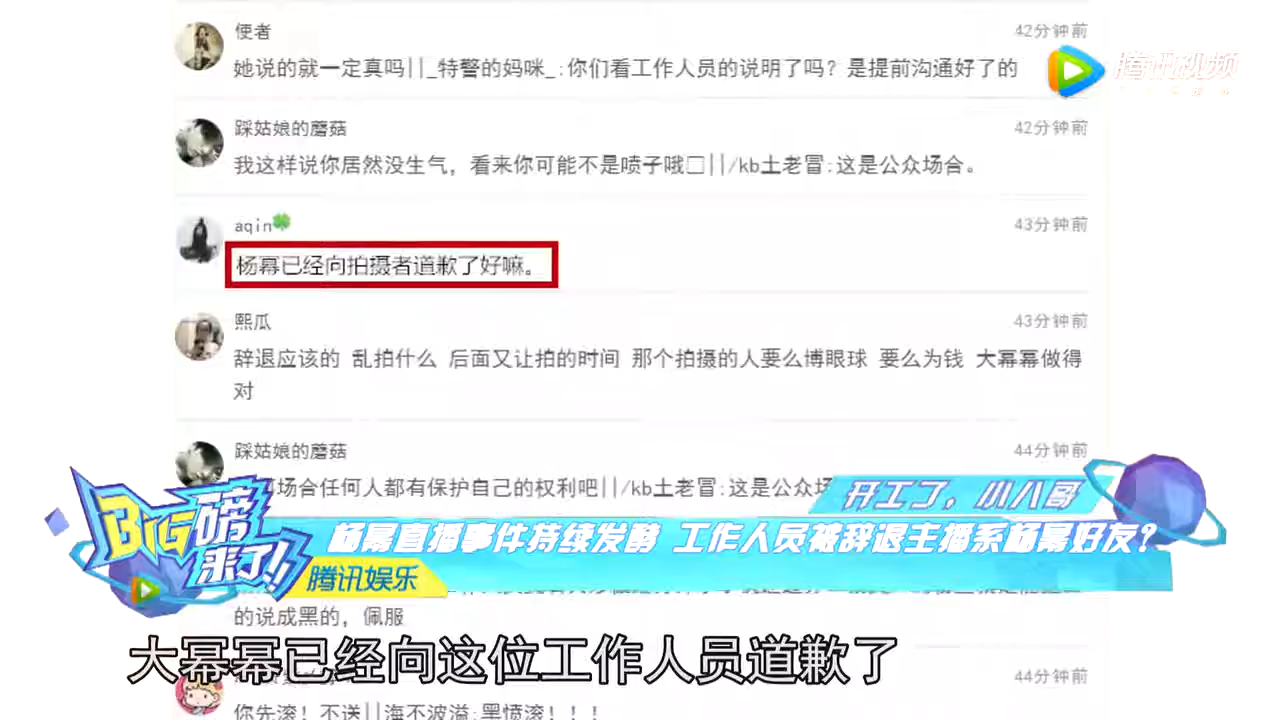 使者
42分钟前
她说的就一定真吗||_特警的妈咪_:你们看工作人员的说明了吗？是提前沟通好了的
腾讯视频
踩姑娘的蘑菇
42分钟前
我这样说你居然没生气，看来你可能不是喷子哦□||/kb土老冒:这是公众场合。
aqin
43分钟前
杨幂已经向拍摄者道歉了好嘛。
熙瓜
43分钟前
辞退应该的 乱拍什么 后面又让拍的时间 那个拍摄的人要么博眼球 要么为钱 大幂幂做得
对
踩姑娘的蘑菇
44分钟前
场合任何人都有保护自己的权利吧||/kb土老冒:这是公众场
开工了，小八哥
BIG磅来了!!
杨幂直播事件持续发酵 工作人员被辞退主播系杨幂好友?
腾讯娱乐
的说成黑的，佩服
大幂幂已经向这位工作人员道歉了
44分钟前
你先滚！不送||海不波溢:黑愤滚！！！